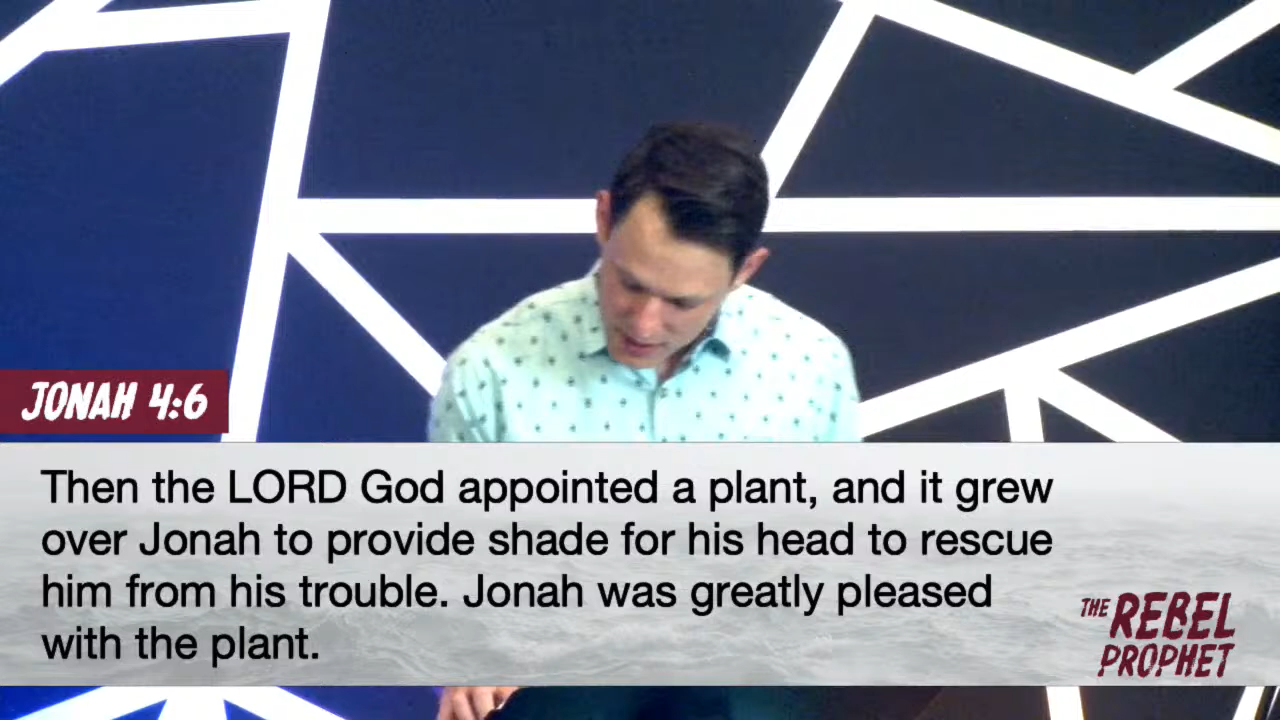 JONAH 4:6
Then the LORD God appointed a plant, and it grew
over Jonah to provide shade for his head to rescue
him from his trouble. Jonah was greatly pleased
with the plant.
THE REBEL
PROPHET